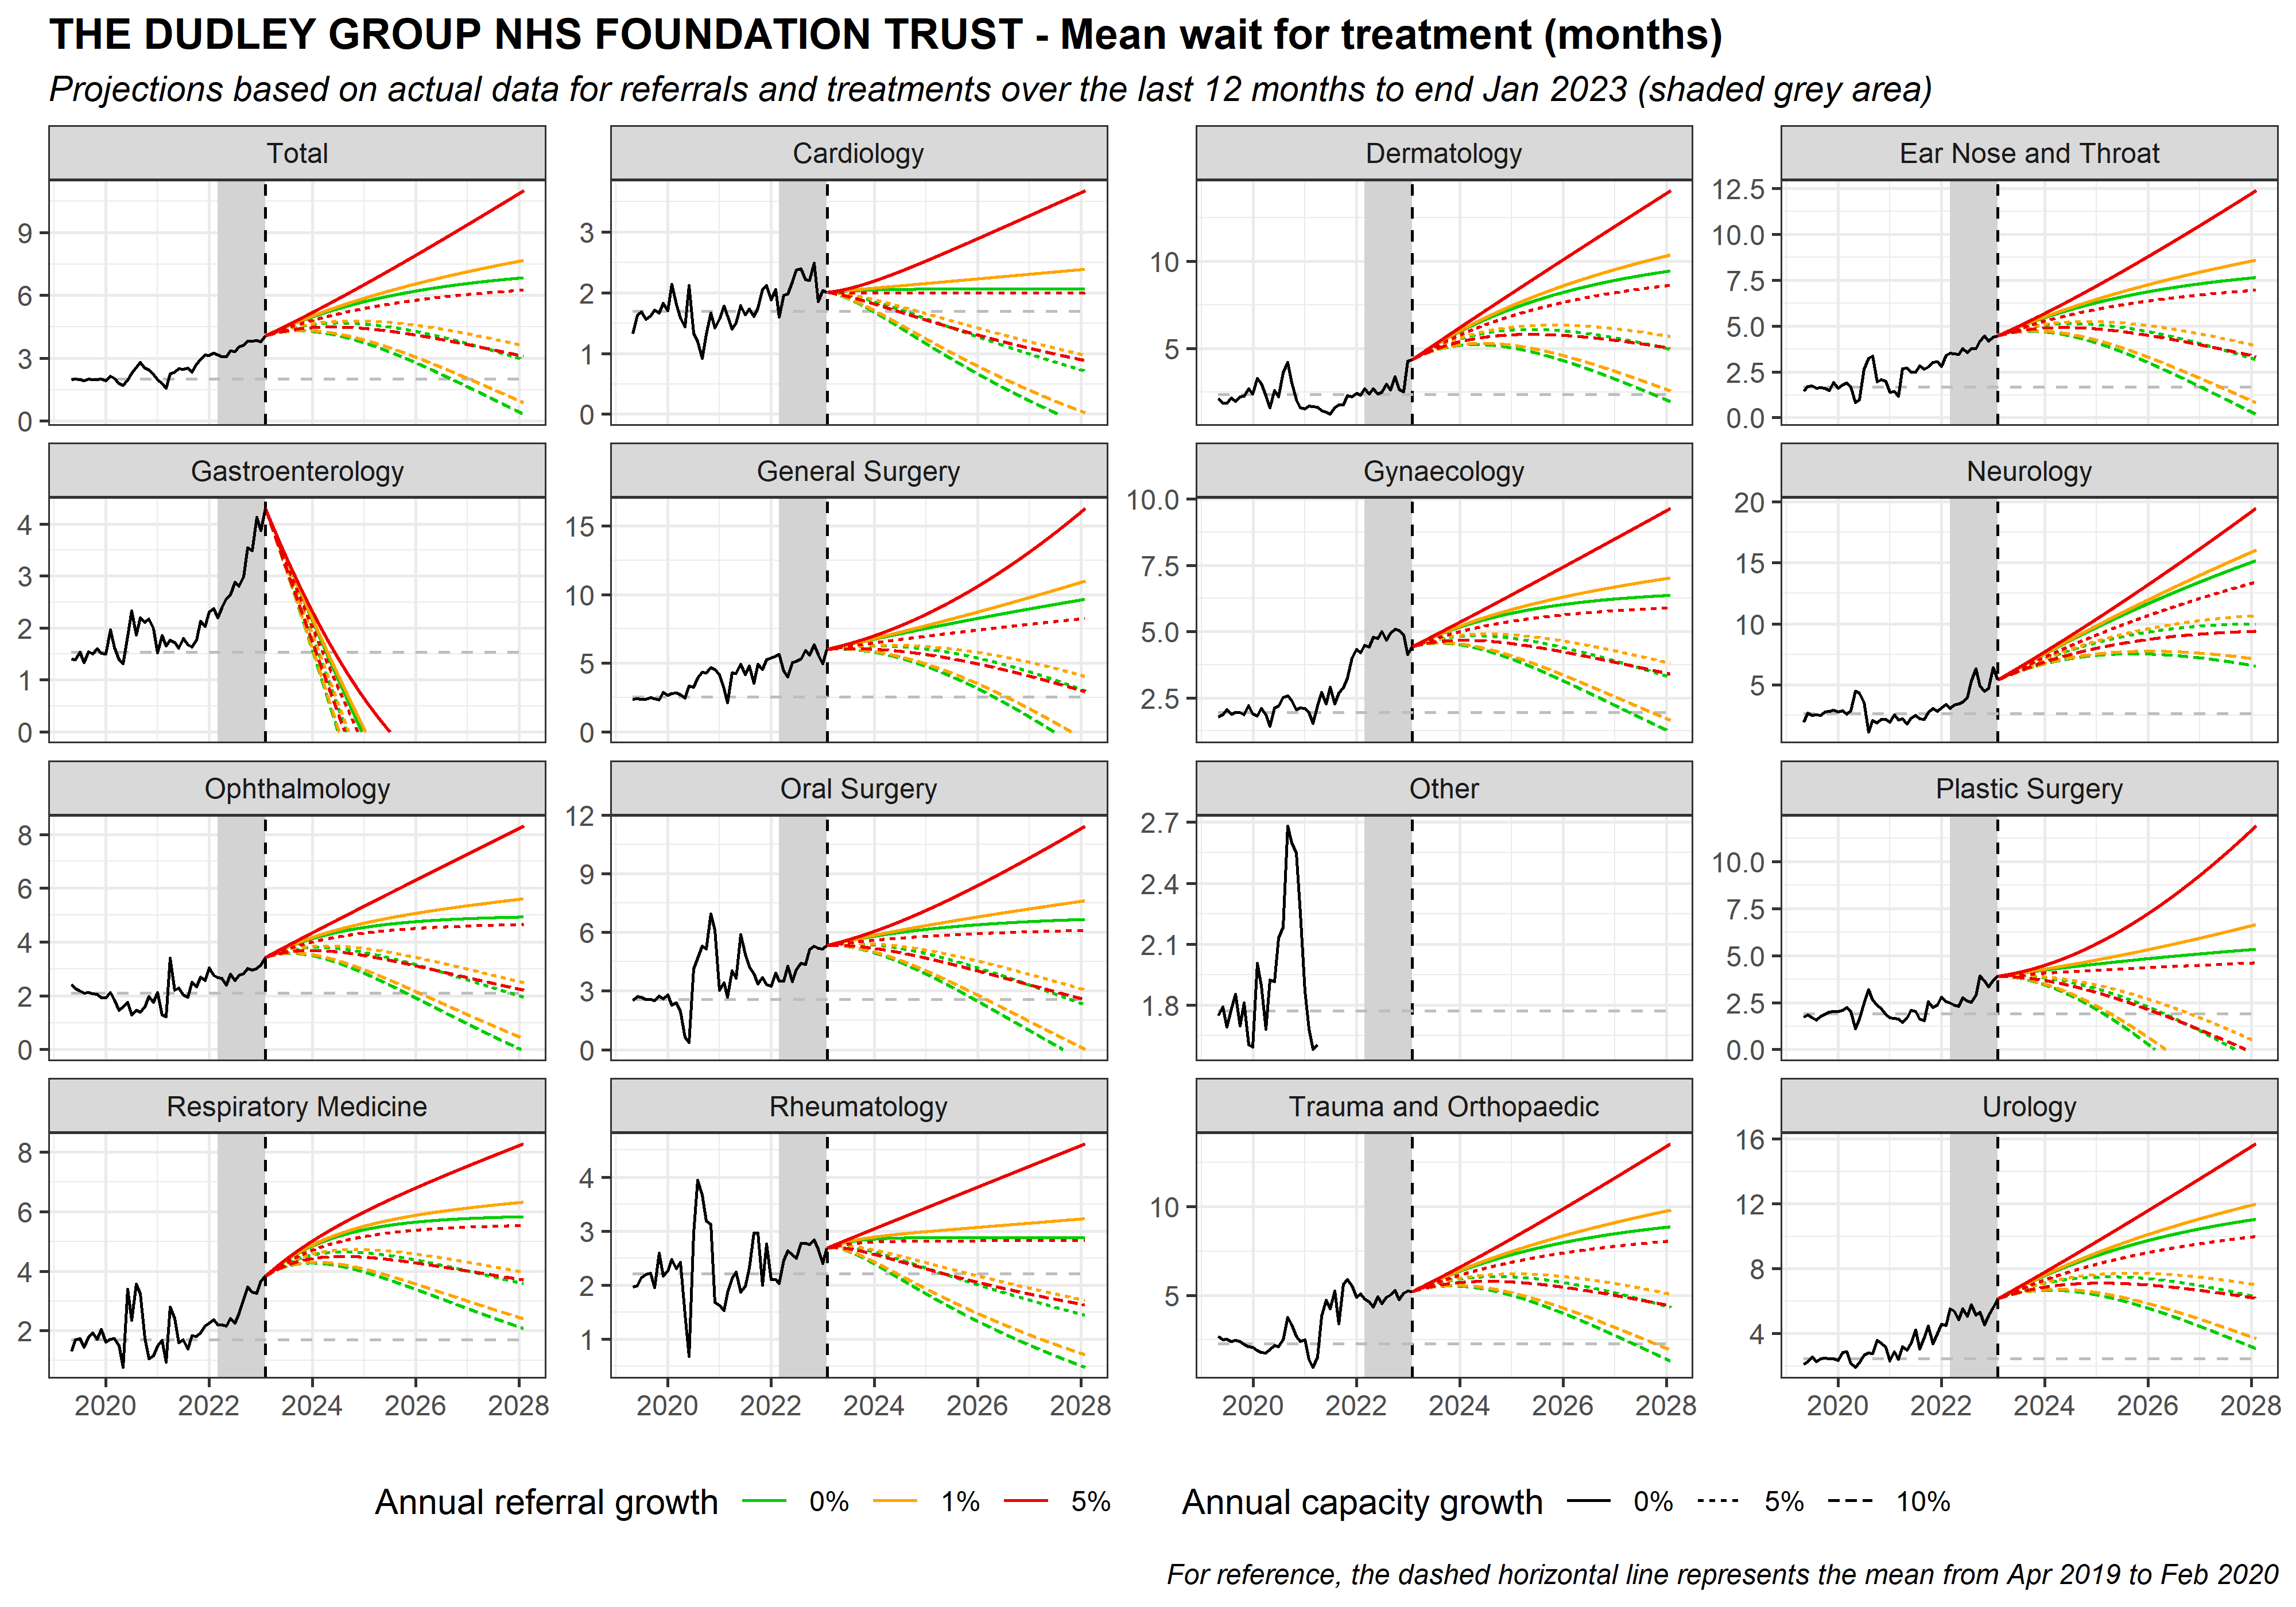 THE DUDLEY GROUP NHS FOUNDATION TRUST - Mean wait for treatment (months)
Projections based on actual data for referrals and treatments over the last 12 months to end Jan 2023 (shaded grey area)
Total Cardiology Dermatology Ear Nose and Throat
9 6 3 0
3 2 1 0
10 5
12.5 10.0 7.5 5.0 2.5 0.0
Gastroenterology General Surgery Gynaecology Neurology
4 3 2 1 0
15 10 5 0
10.0 7.5 5.0 2.5
20 15 10 5
Ophthalmology Oral Surgery Other Plastic Surgery
8 6 4 2 0
12 9 6 3 0
2.7 2.4 2.1 1.8
10.0 7.5 5.0 2.5 0.0
Respiratory Medicine Rheumatology Trauma and Orthopaedic Urology
8 6 4 2
4 3 2 1
10 5
16 12 8 4
2020 2022 2024 2026 2028 2020 2022 2024 2026 2028 2020 2022 2024 2026 2028 2020 2022 2024 2026 2028
Annual referral growth 0% 1% 5% Annual capacity growth 0% 5% 10%
For reference, the dashed horizontal line represents the mean from Apr 2019 to Feb 2020